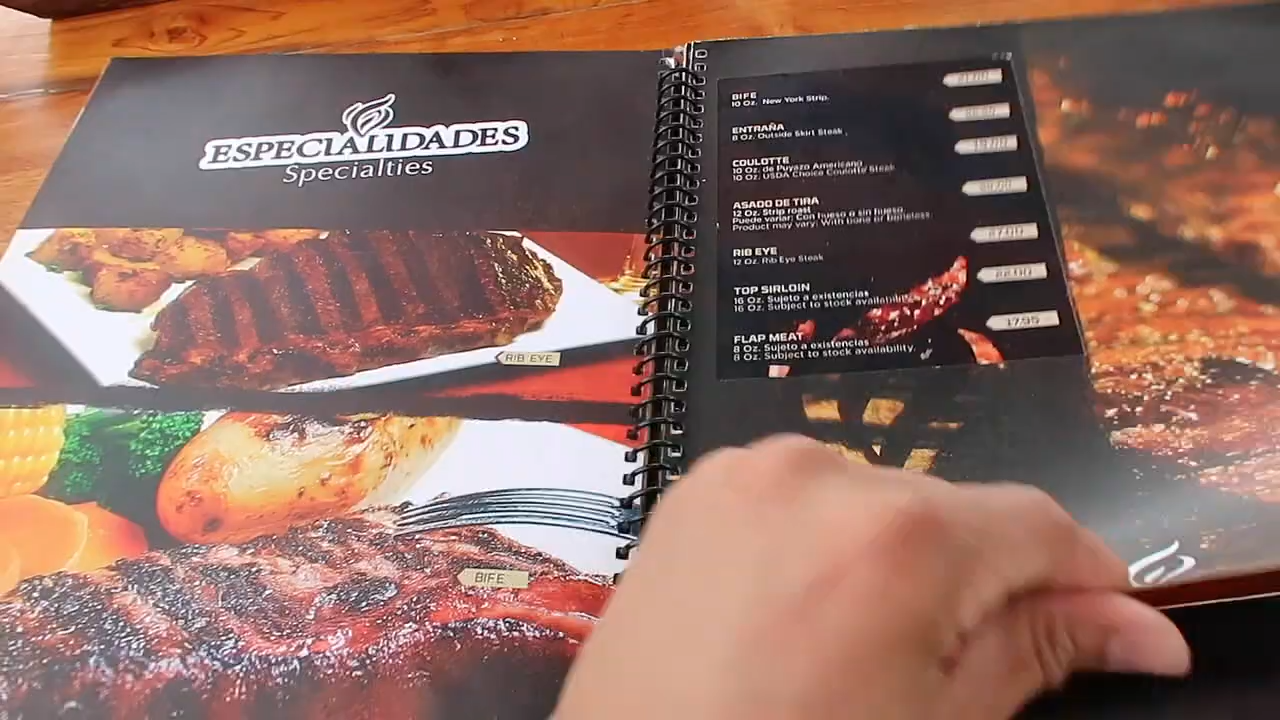 ESPECIALIDADES
Specialties
RIB EYE
BIFE
BIFE
10 Oz. New York Strip.
ENTRAÑA
8 Oz. Outside Skirt Steak
COULOTTE
10 Oz. de Puyazo Americano
10 Oz. USDA Choice Coulotte Steak
ASADO DE TIRA
12 Oz. Strip roast
Puede variar: Con hueso o sin hueso.
Product may vary: With bone or boneless.
RIB EYE
12 Oz. Rib Eye Steak
TOP SIRLOIN
16 Oz. Sujeto a existencias
16 Oz. Subject to stock availability.
FLAP MEAT
8 Oz. Sujeto a existencias
8 Oz. Subject to stock availability.
17.95